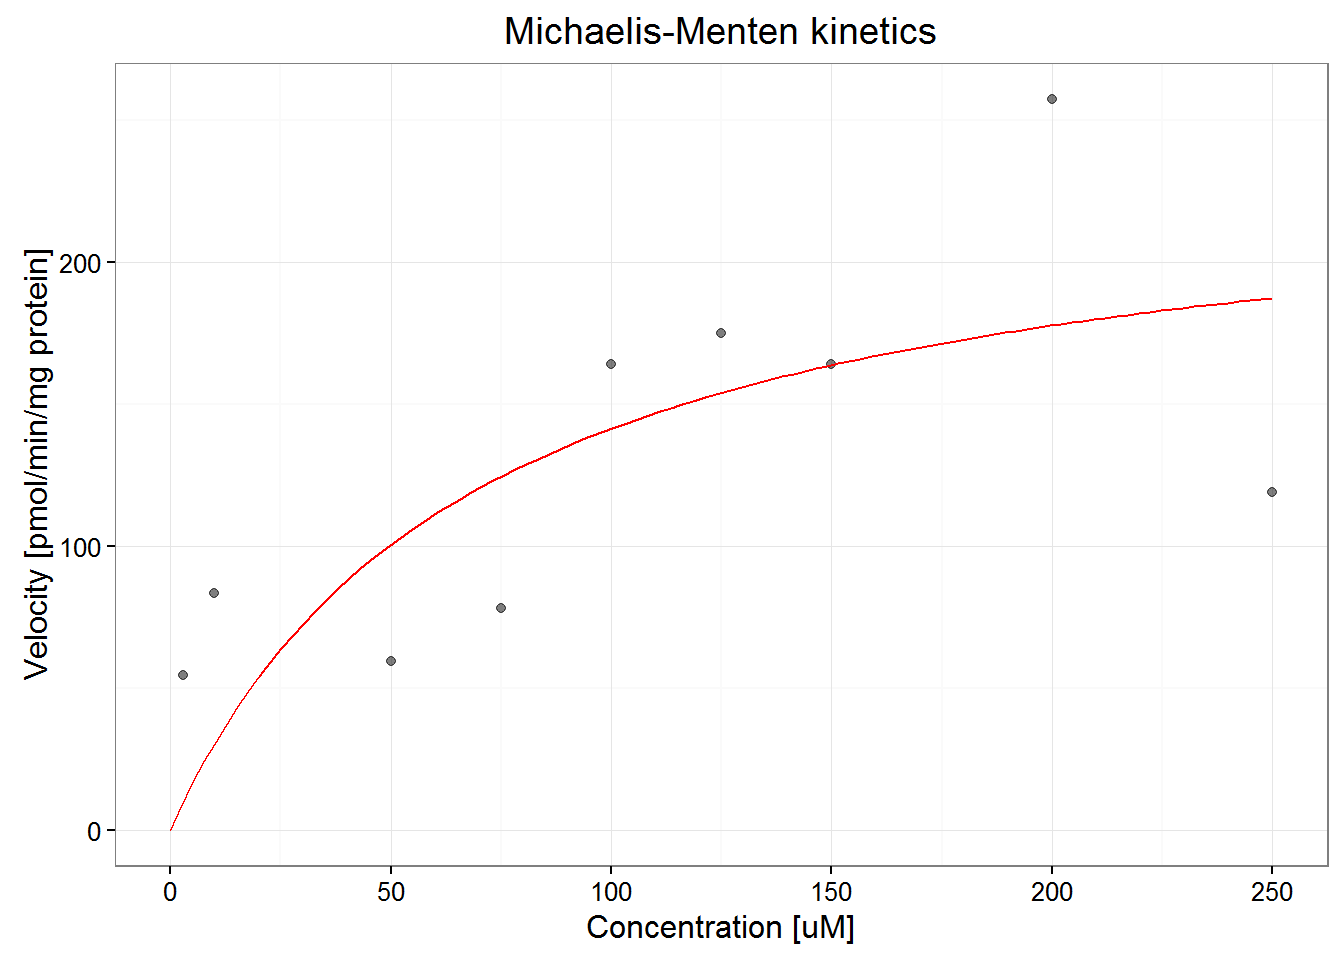 Michaelis-Menten kinetics
Velocity [pmol/min/mg protein]
200
100
0
0 50 100 150 200 250
Concentration [uM]